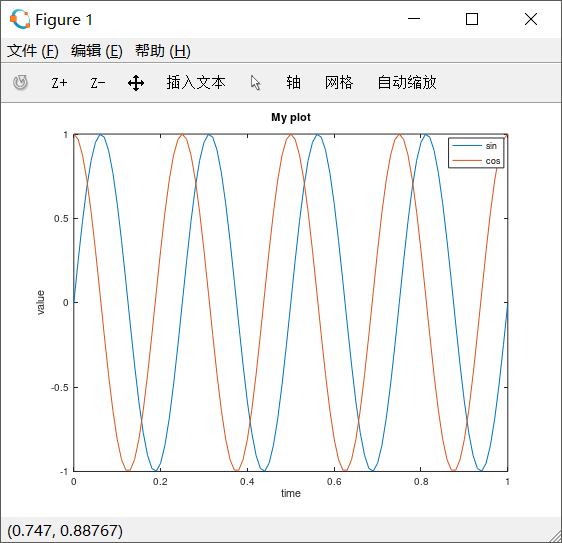 Figure 1
文件 (F) 编辑 (E) 帮助 (H)
Z+ Z- 插入文本 轴 网格 自动缩放
My plot
sin
cos
1
0.5
0
-0.5
-1
value
0 0.2 0.4 0.6 0.8 1
time
(0.747, 0.88767)